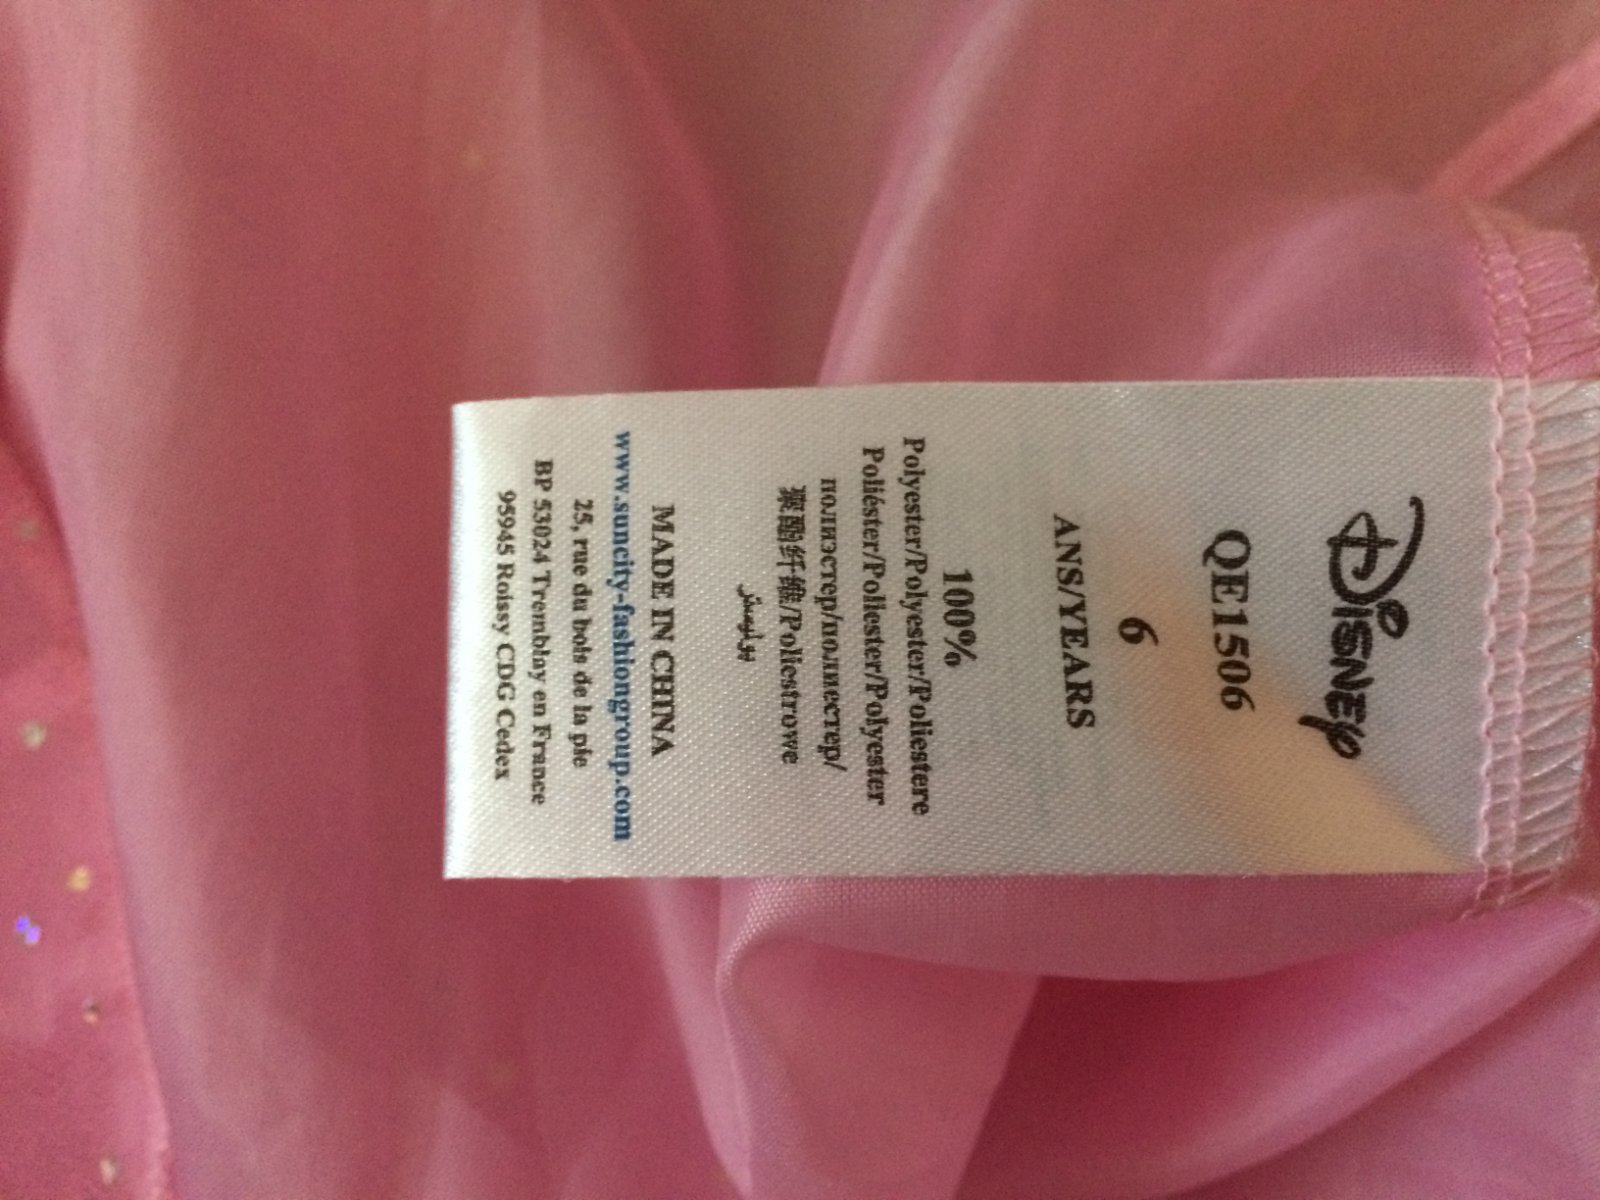 Disney
QE1506
6
ANS/YEARS
100%
Polyester/Polyester/Poliestere
Poliéster/Poliester/Polyester
полиэстер/полиестер/
聚酯纤维/Poliestrowe
پولیستر
MADE IN CHINA
www.suncity-fashiongroup.com
25, rue du bois de la pie
BP 53024 Tremblay en France
95945 Roissy CDG Cedex